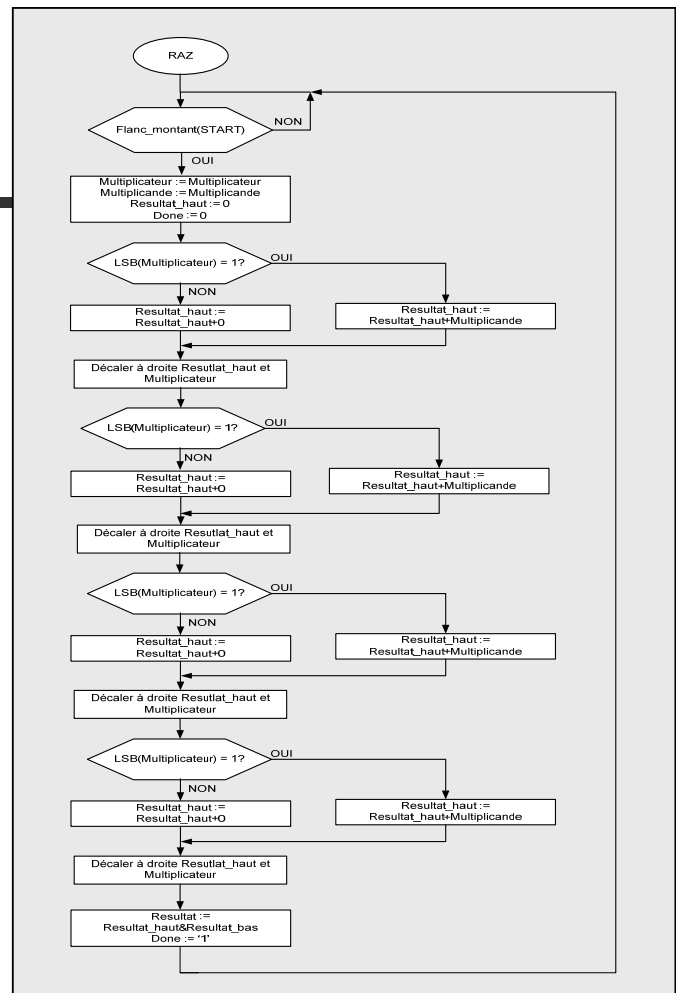 RAZ
Flanc_montant(START)
NON
OUI
Multiplicateur := Multiplicateur
Multiplicande := Multiplicande
Resultat_haut := 0
Done := 0
LSB(Multiplicateur) = 1?
OUI
NON
Resultat_haut :=
Resultat_haut+0
Resultat_haut :=
Resultat_haut+Multiplicande
Décaler à droite Resutlat_haut et
Multiplicateur
LSB(Multiplicateur) = 1?
OUI
NON
Resultat_haut :=
Resultat_haut+0
Resultat_haut :=
Resultat_haut+Multiplicande
Décaler à droite Resutlat_haut et
Multiplicateur
LSB(Multiplicateur) = 1?
OUI
NON
Resultat_haut :=
Resultat_haut+0
Resultat_haut :=
Resultat_haut+Multiplicande
Décaler à droite Resutlat_haut et
Multiplicateur
LSB(Multiplicateur) = 1?
OUI
NON
Resultat_haut :=
Resultat_haut+0
Resultat_haut :=
Resultat_haut+Multiplicande
Décaler à droite Resutlat_haut et
Multiplicateur
Resultat :=
Resultat_haut&Resultat_bas
Done := '1'